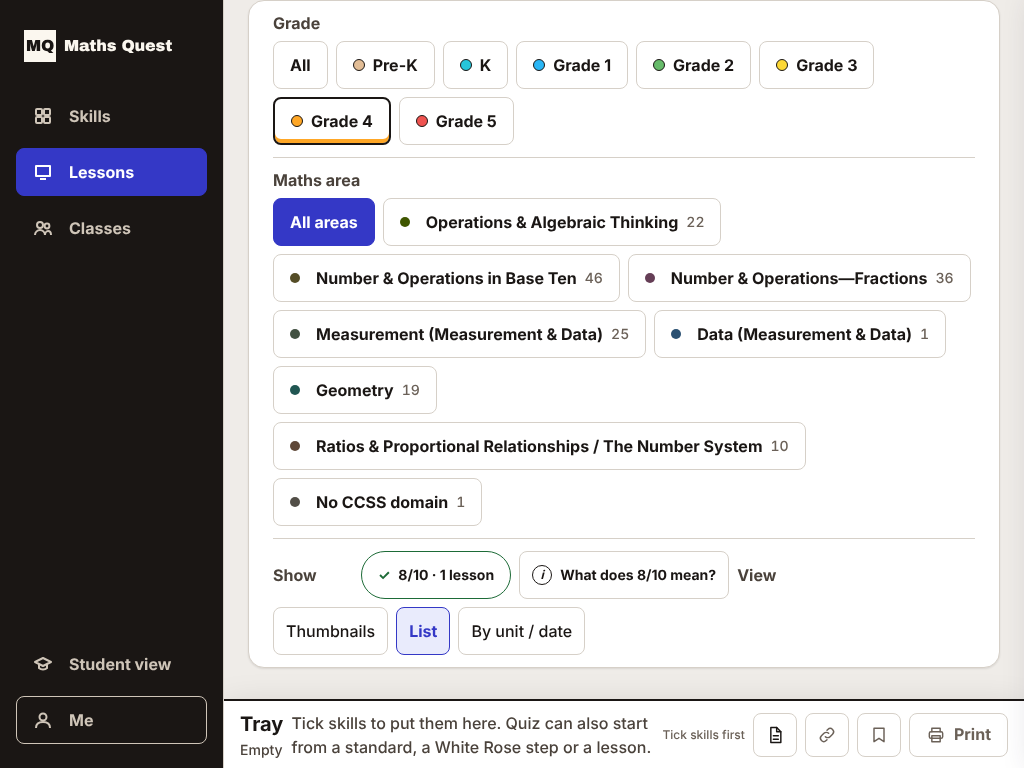 MQ Maths Quest
Skills
Lessons
Classes
Student view
Me
Grade
All
Pre-K
K
Grade 1
Grade 2
Grade 3
Grade 4
Grade 5
Maths area
All areas
Operations & Algebraic Thinking 22
Number & Operations in Base Ten 46
Number & Operations—Fractions 36
Measurement (Measurement & Data) 25
Data (Measurement & Data) 1
Geometry 19
Ratios & Proportional Relationships / The Number System 10
No CCSS domain 1
Show
8/10 · 1 lesson
i What does 8/10 mean?
View
Thumbnails
List
By unit / date
Tray
Empty
Tick skills to put them here. Quiz can also start
from a standard, a White Rose step or a lesson.
Tick skills first
Print